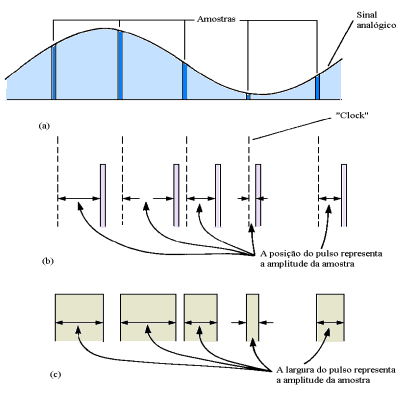 Amostras
Sinal
analógico
(a)
"Clock"
A posição do pulso representa
a amplitude da amostra
(b)
A largura do pulso representa
a amplitude da amostra
(c)